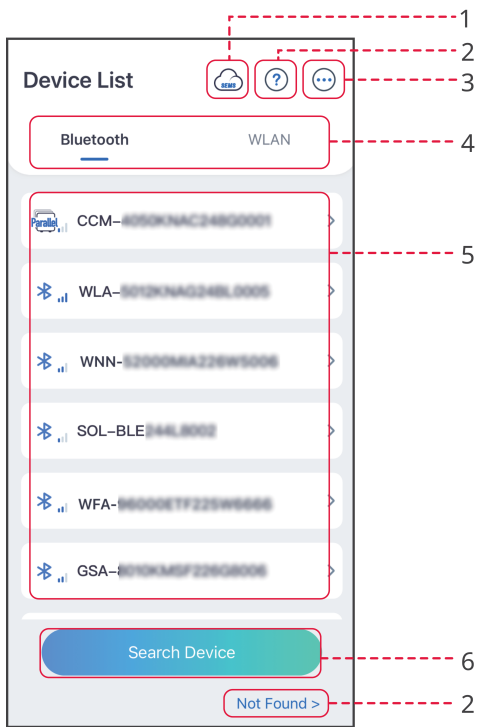 1
2
3
Device List
SEMS
?
4
Bluetooth WLAN
5
Parallel
CCM-
WLA-
WNN-
SOL-BLE
WFA-
GSA-
Search Device
6
Not Found >
2